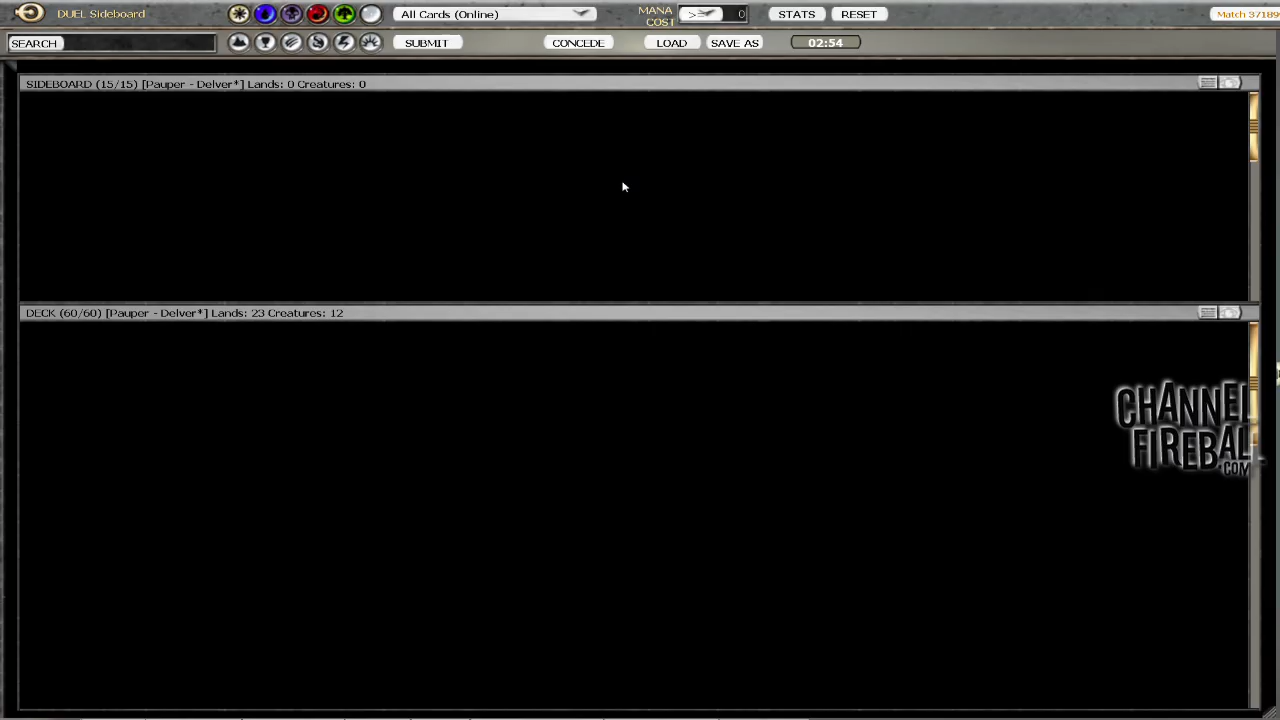 DUEL Sideboard
All Cards (Online)
MANA COST
>=
0
STATS
RESET
Match 37189
SEARCH
SUBMIT
CONCEDE
LOAD
SAVE AS
02:54
SIDEBOARD (15/15) [Pauper - Delver*] Lands: 0 Creatures: 0
DECK (60/60) [Pauper - Delver*] Lands: 23 Creatures: 12
CHANNEL
FIREBALL
.COM